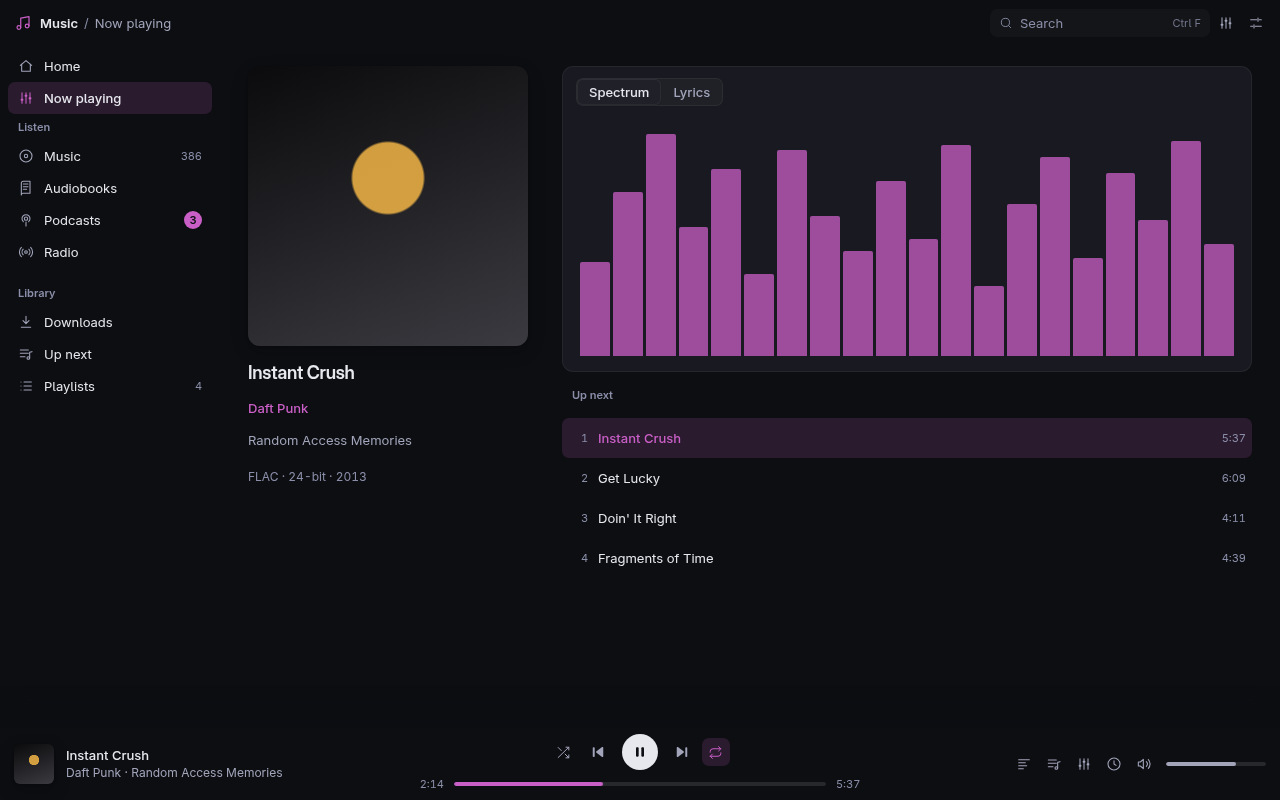 Music / Now playing
Search
Ctrl F
Home
Now playing
Listen
Music 386
Audiobooks
Podcasts 3
Radio
Library
Downloads
Up next
Playlists 4
Instant Crush
Daft Punk
Random Access Memories
FLAC · 24-bit · 2013
Spectrum
Lyrics
Up next
1 Instant Crush 5:37
2 Get Lucky 6:09
3 Doin' It Right 4:11
4 Fragments of Time 4:39
Instant Crush
Daft Punk · Random Access Memories
2:14
5:37